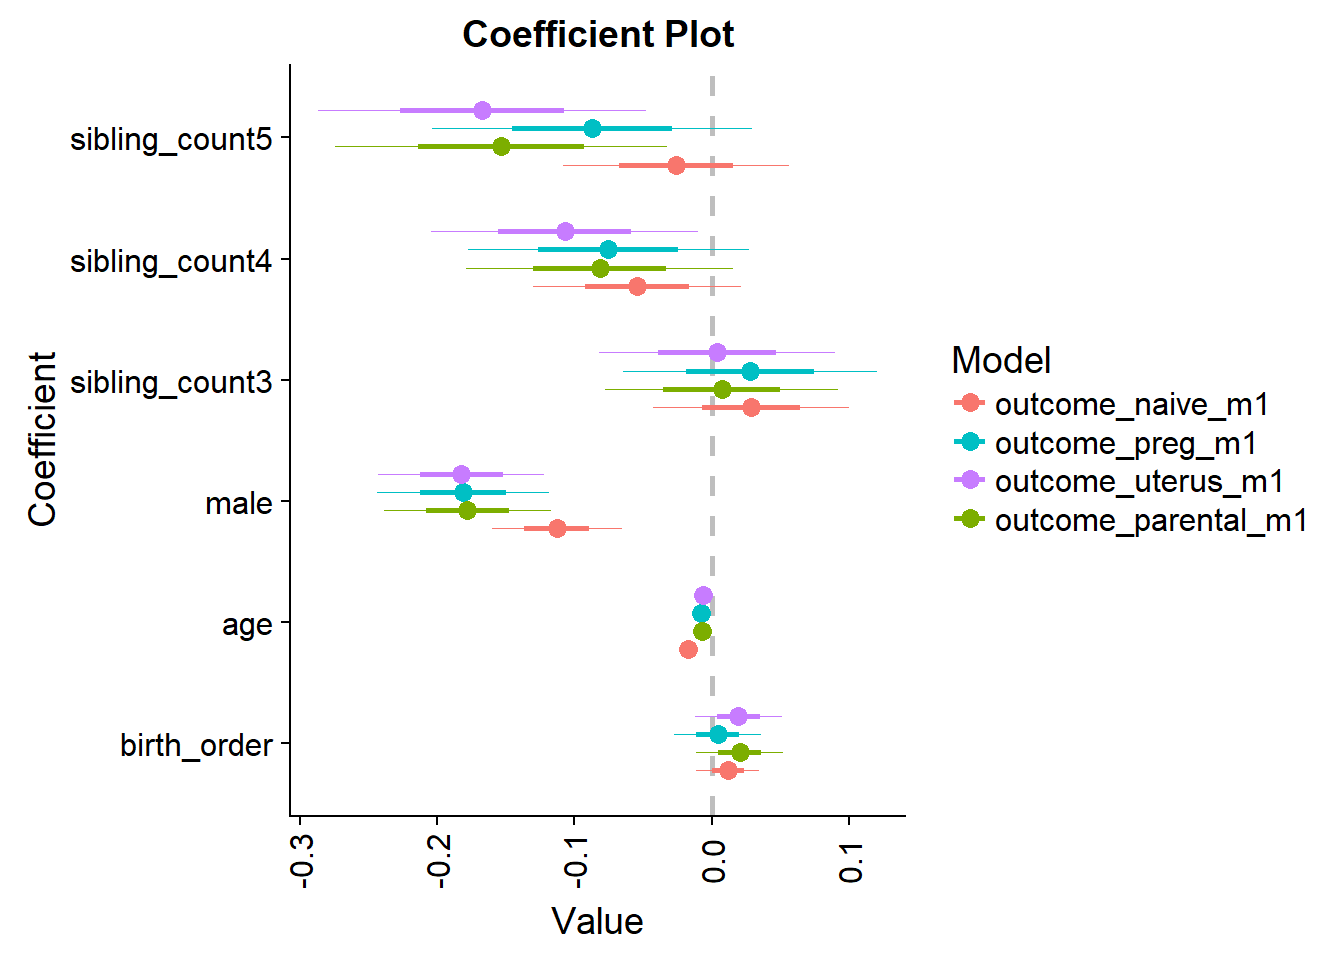 Coefficient Plot
Coefficient
sibling_count5
sibling_count4
sibling_count3
male
age
birth_order
-0.3
-0.2
-0.1
0.0
0.1
Value
Model
outcome_naive_m1
outcome_preg_m1
outcome_uterus_m1
outcome_parental_m1